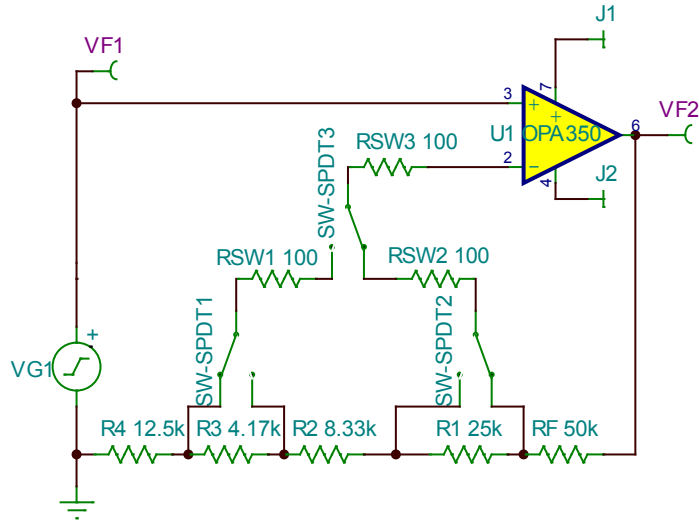 VF1
J1
3
7
+
+
U1 OPA350
6
VF2
2
−
4
J2
SW-SPDT3
RSW3 100
RSW1 100
RSW2 100
SW-SPDT1
SW-SPDT2
+
VG1
R4 12.5k
R3 4.17k
R2 8.33k
R1 25k
RF 50k